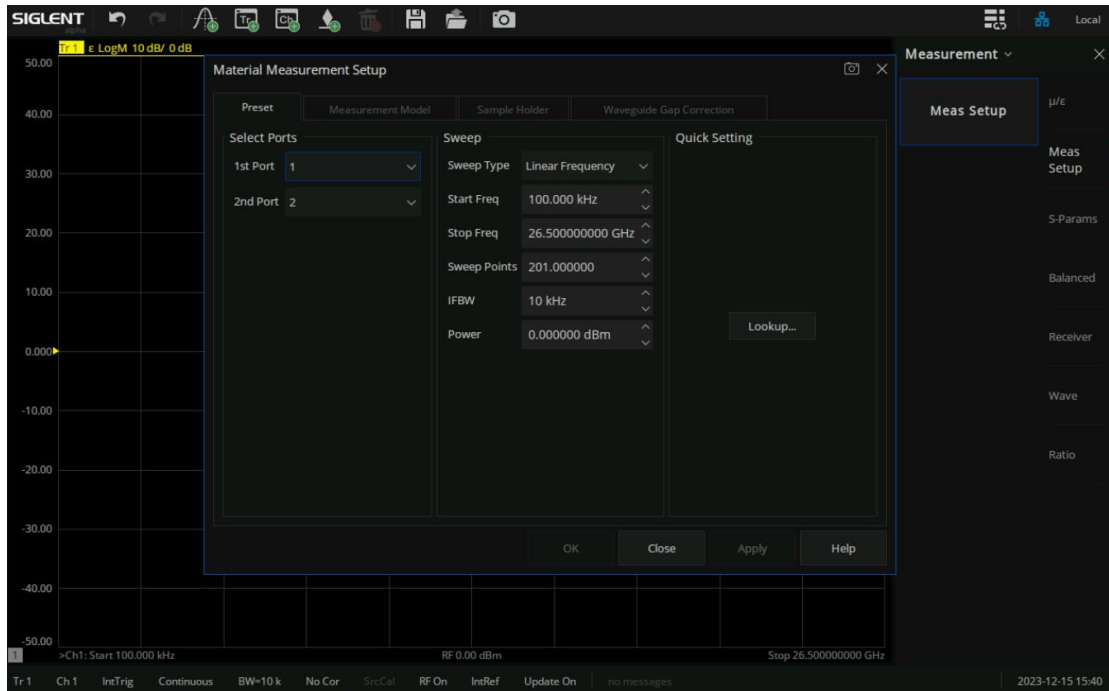 SIGLENT
alpha
Tr
Cb
Local
Tr 1 ε LogM 10 dB/ 0 dB
50.00
40.00
30.00
20.00
10.00
0.000
-10.00
-20.00
-30.00
-40.00
-50.00
Material Measurement Setup
Preset Measurement Model Sample Holder Waveguide Gap Correction
Select Ports
1st Port 1
2nd Port 2
Sweep
Sweep Type Linear Frequency
Start Freq 100.000 kHz
Stop Freq 26.500000000 GHz
Sweep Points 201.000000
IFBW 10 kHz
Power 0.000000 dBm
Quick Setting
Lookup...
OK Close Apply Help
Measurement
Meas Setup
μ/ε
Meas
Setup
S-Params
Balanced
Receiver
Wave
Ratio
1 >Ch1: Start 100.000 kHz RF 0.00 dBm Stop 26.500000000 GHz
Tr 1 Ch 1 IntTrig Continuous BW=10 k No Cor SrcCal RF On IntRef Update On no messages 2023-12-15 15:40